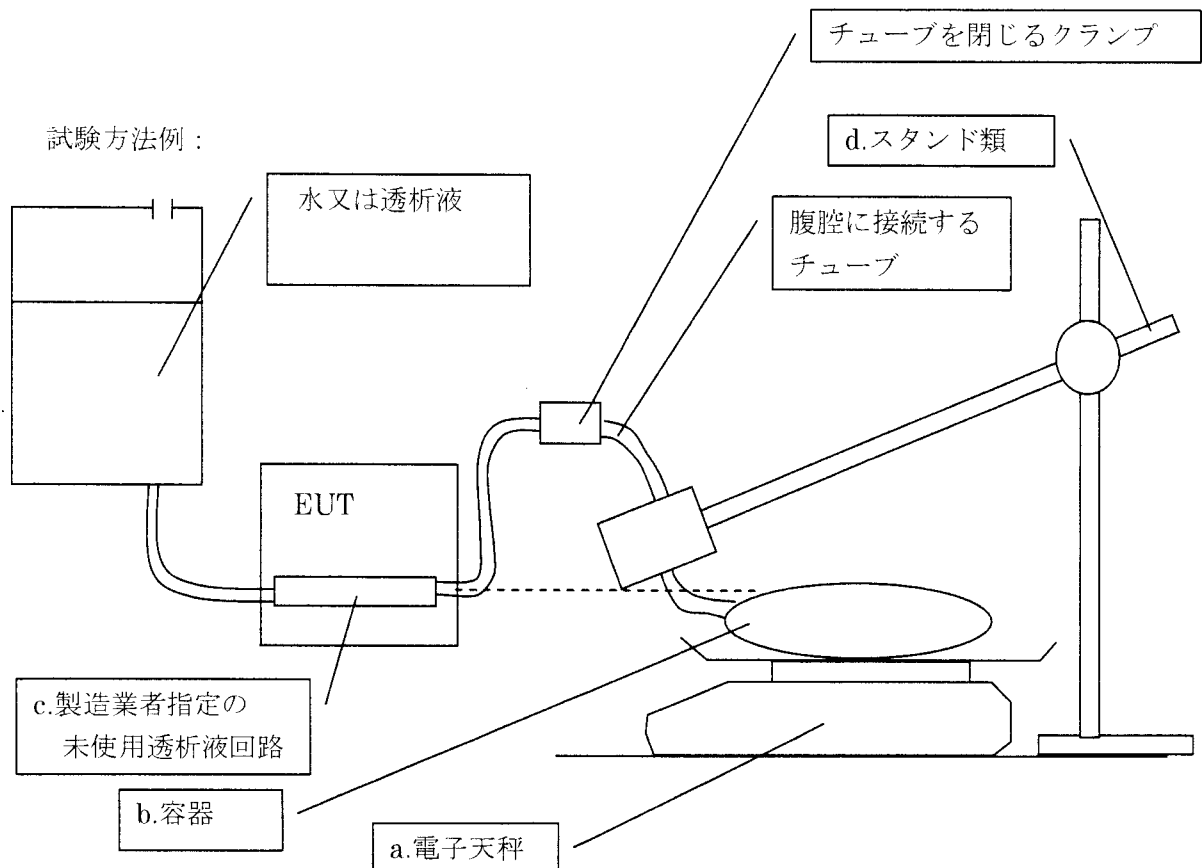 チューブを閉じるクランプ
試験方法例：
d.スタンド類
水又は透析液
腹腔に接続する
チューブ
EUT
c.製造業者指定の
未使用透析液回路
b.容器
a.電子天秤